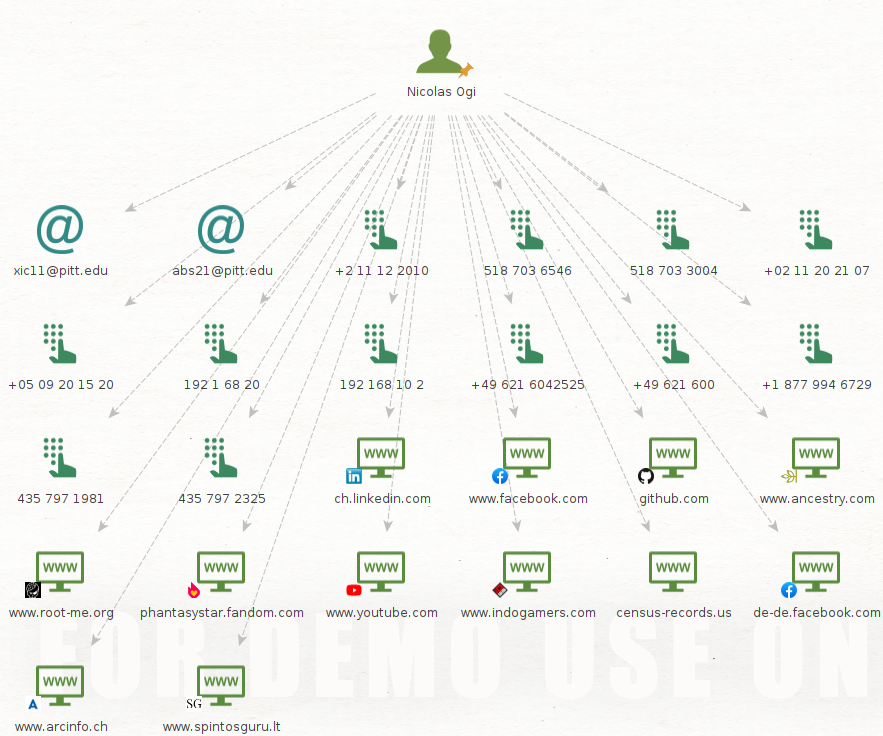 Nicolas Ogi
xic11@pitt.edu
abs21@pitt.edu
+2 11 12 2010
518 703 6546
518 703 3004
+02 11 20 21 07
+05 09 20 15 20
192 1 68 20
192 168 10 2
+49 621 6042525
+49 621 600
+1 877 994 6729
435 797 1981
435 797 2325
WWW
in
ch.linkedin.com
WWW
www.facebook.com
WWW
github.com
WWW
www.ancestry.com
WWW
www.root-me.org
WWW
phantasystar.fandom.com
WWW
www.youtube.com
WWW
www.indogamers.com
WWW
census-records.us
WWW
de-de.facebook.com
FOR DEMO USE ON
WWW
A
www.arcinfo.ch
WWW
SG
www.spintosguru.lt